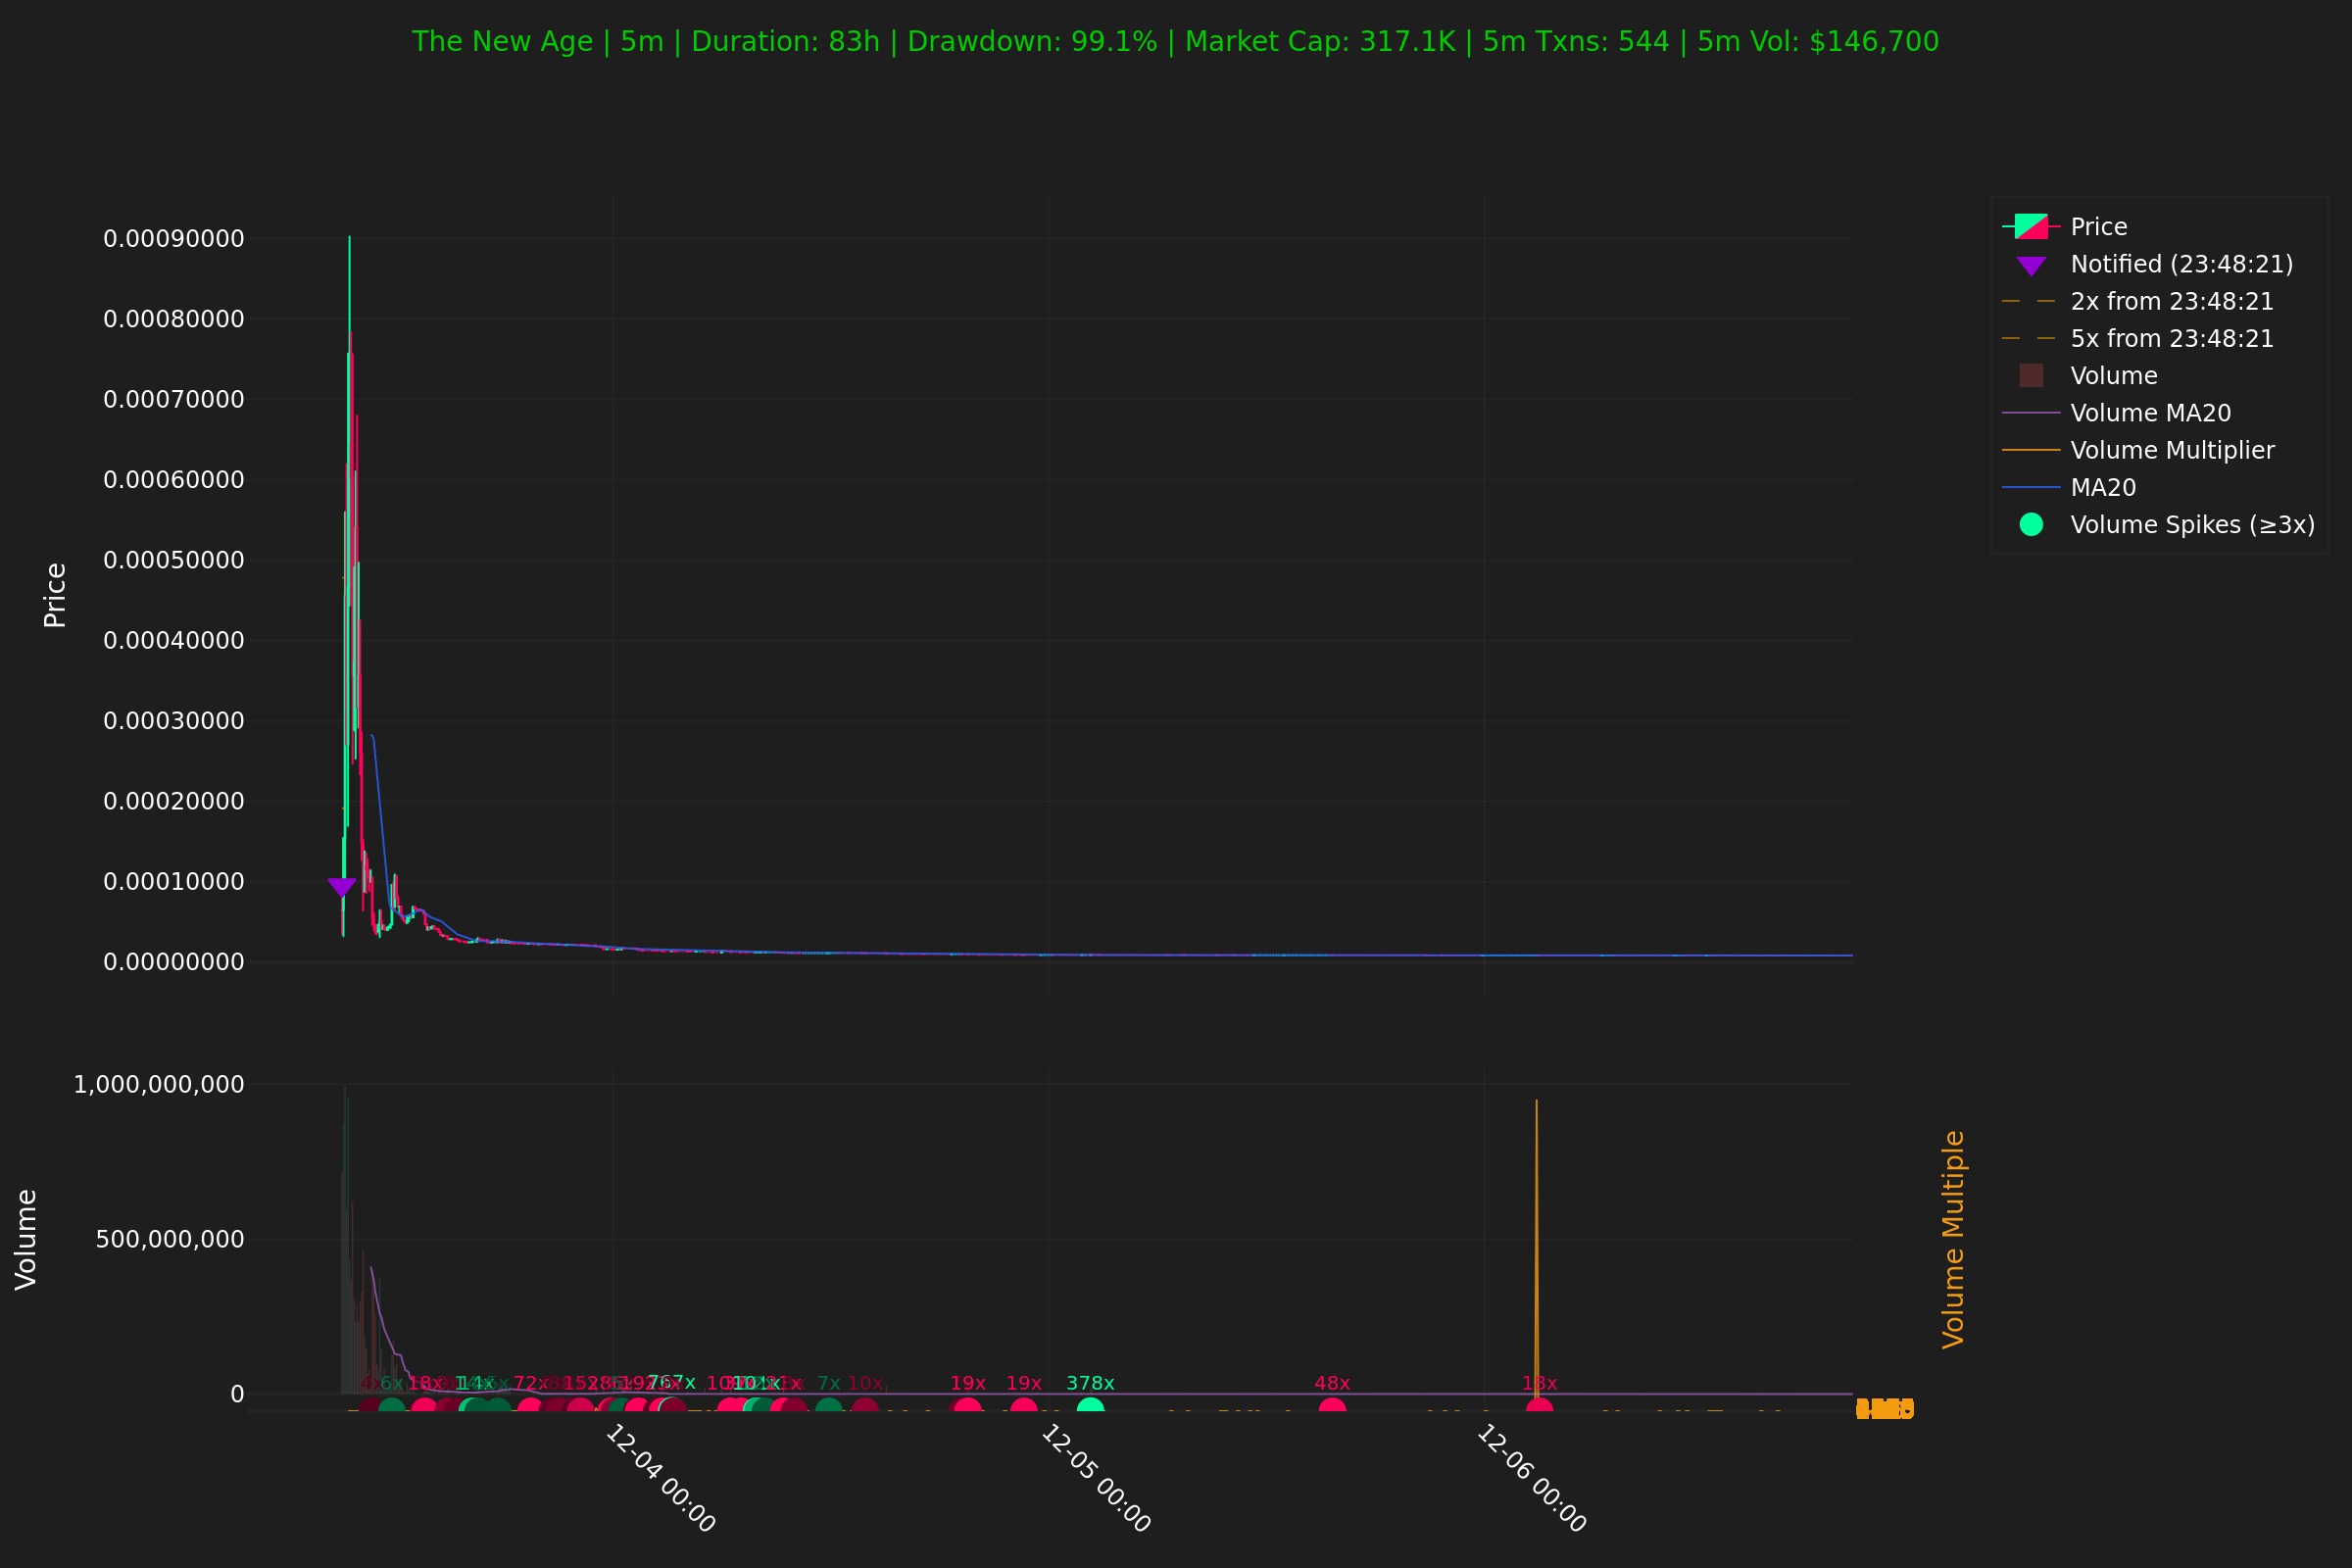 The New Age | 5m | Duration: 83h | Drawdown: 99.1% | Market Cap: 317.1K | 5m Txns: 544 | 5m Vol: $146,700
Price
0.00090000
0.00080000
0.00070000
0.00060000
0.00050000
0.00040000
0.00030000
0.00020000
0.00010000
0.00000000
Price
Notified (23:48:21)
2x from 23:48:21
5x from 23:48:21
Volume
Volume MA20
Volume Multiplier
MA20
Volume Spikes (≥3x)
Volume
1,000,000,000
500,000,000
0
6x 18x 14x 72x 19x 767x 101x 7x 10x 19x 19x 378x 48x 13x
Volume Multiple
12-04 00:00
12-05 00:00
12-06 00:00